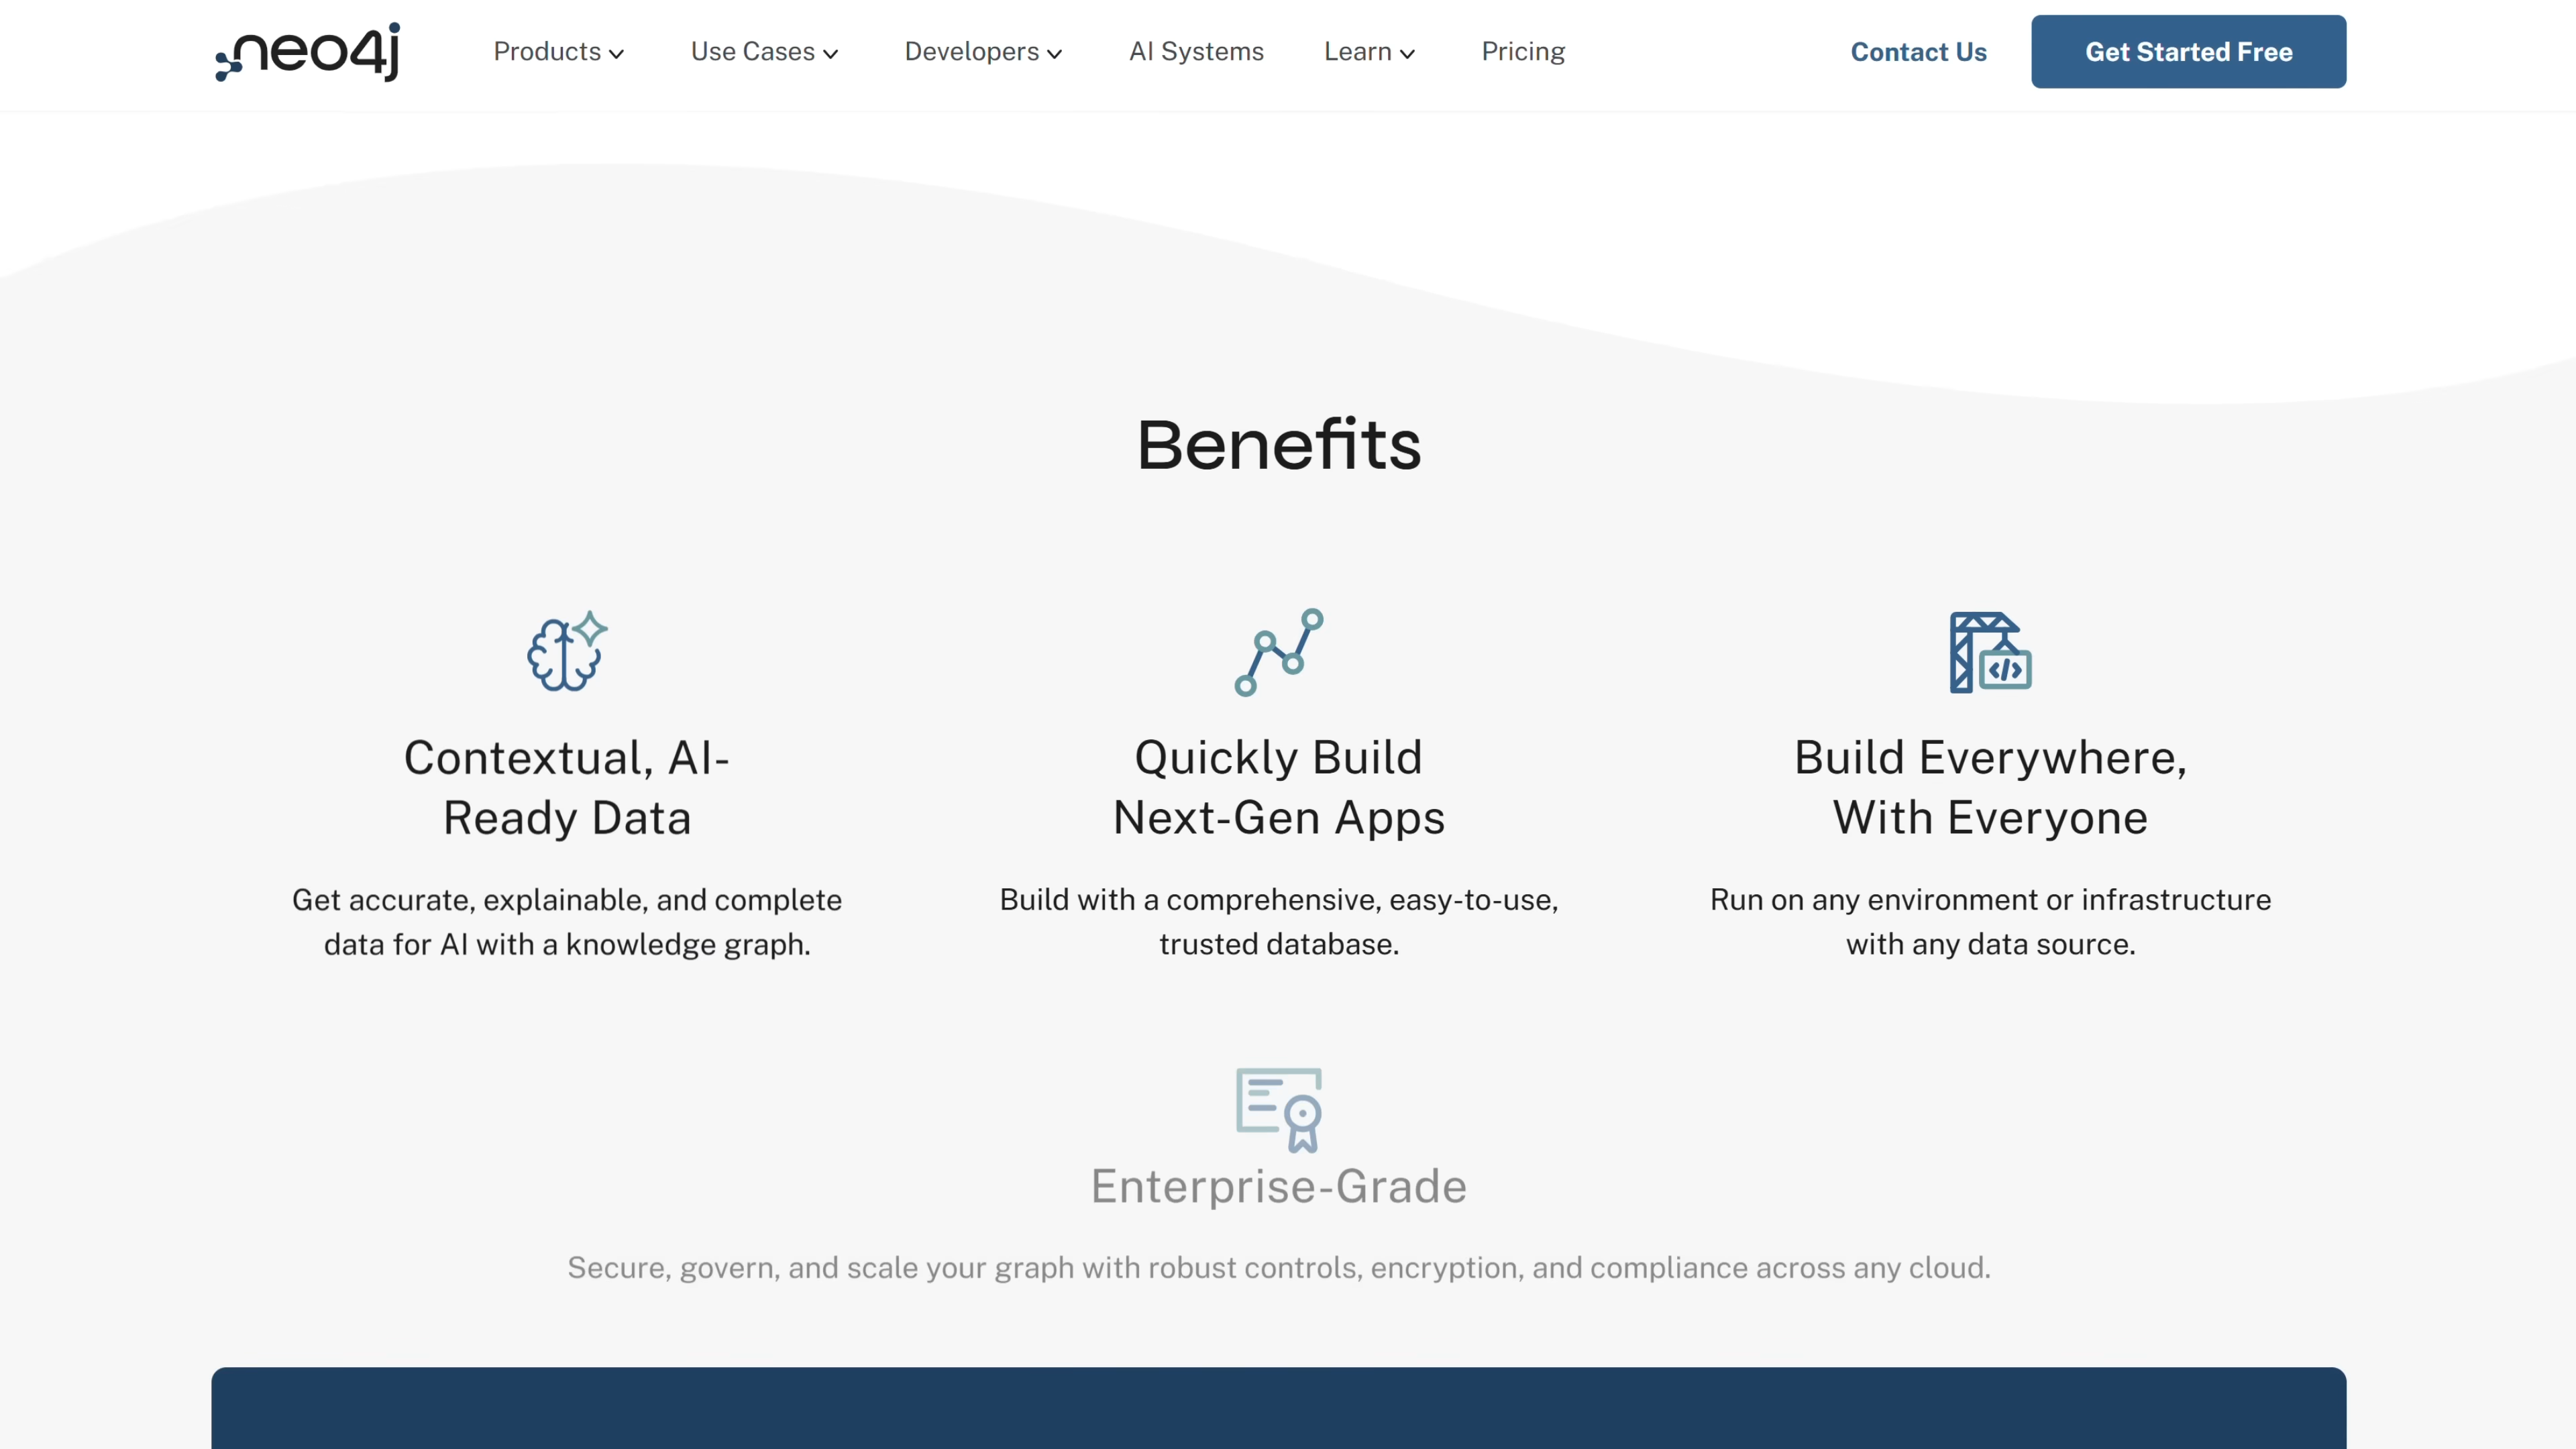 neo4j
Products
Use Cases
Developers
AI Systems
Learn
Pricing
Contact Us
Get Started Free
Benefits
Contextual, AI-
Ready Data
Get accurate, explainable, and complete
data for AI with a knowledge graph.
Quickly Build
Next-Gen Apps
Build with a comprehensive, easy-to-use,
trusted database.
</>
Build Everywhere,
With Everyone
Run on any environment or infrastructure
with any data source.
Enterprise-Grade
Secure, govern, and scale your graph with robust controls, encryption, and compliance across any cloud.